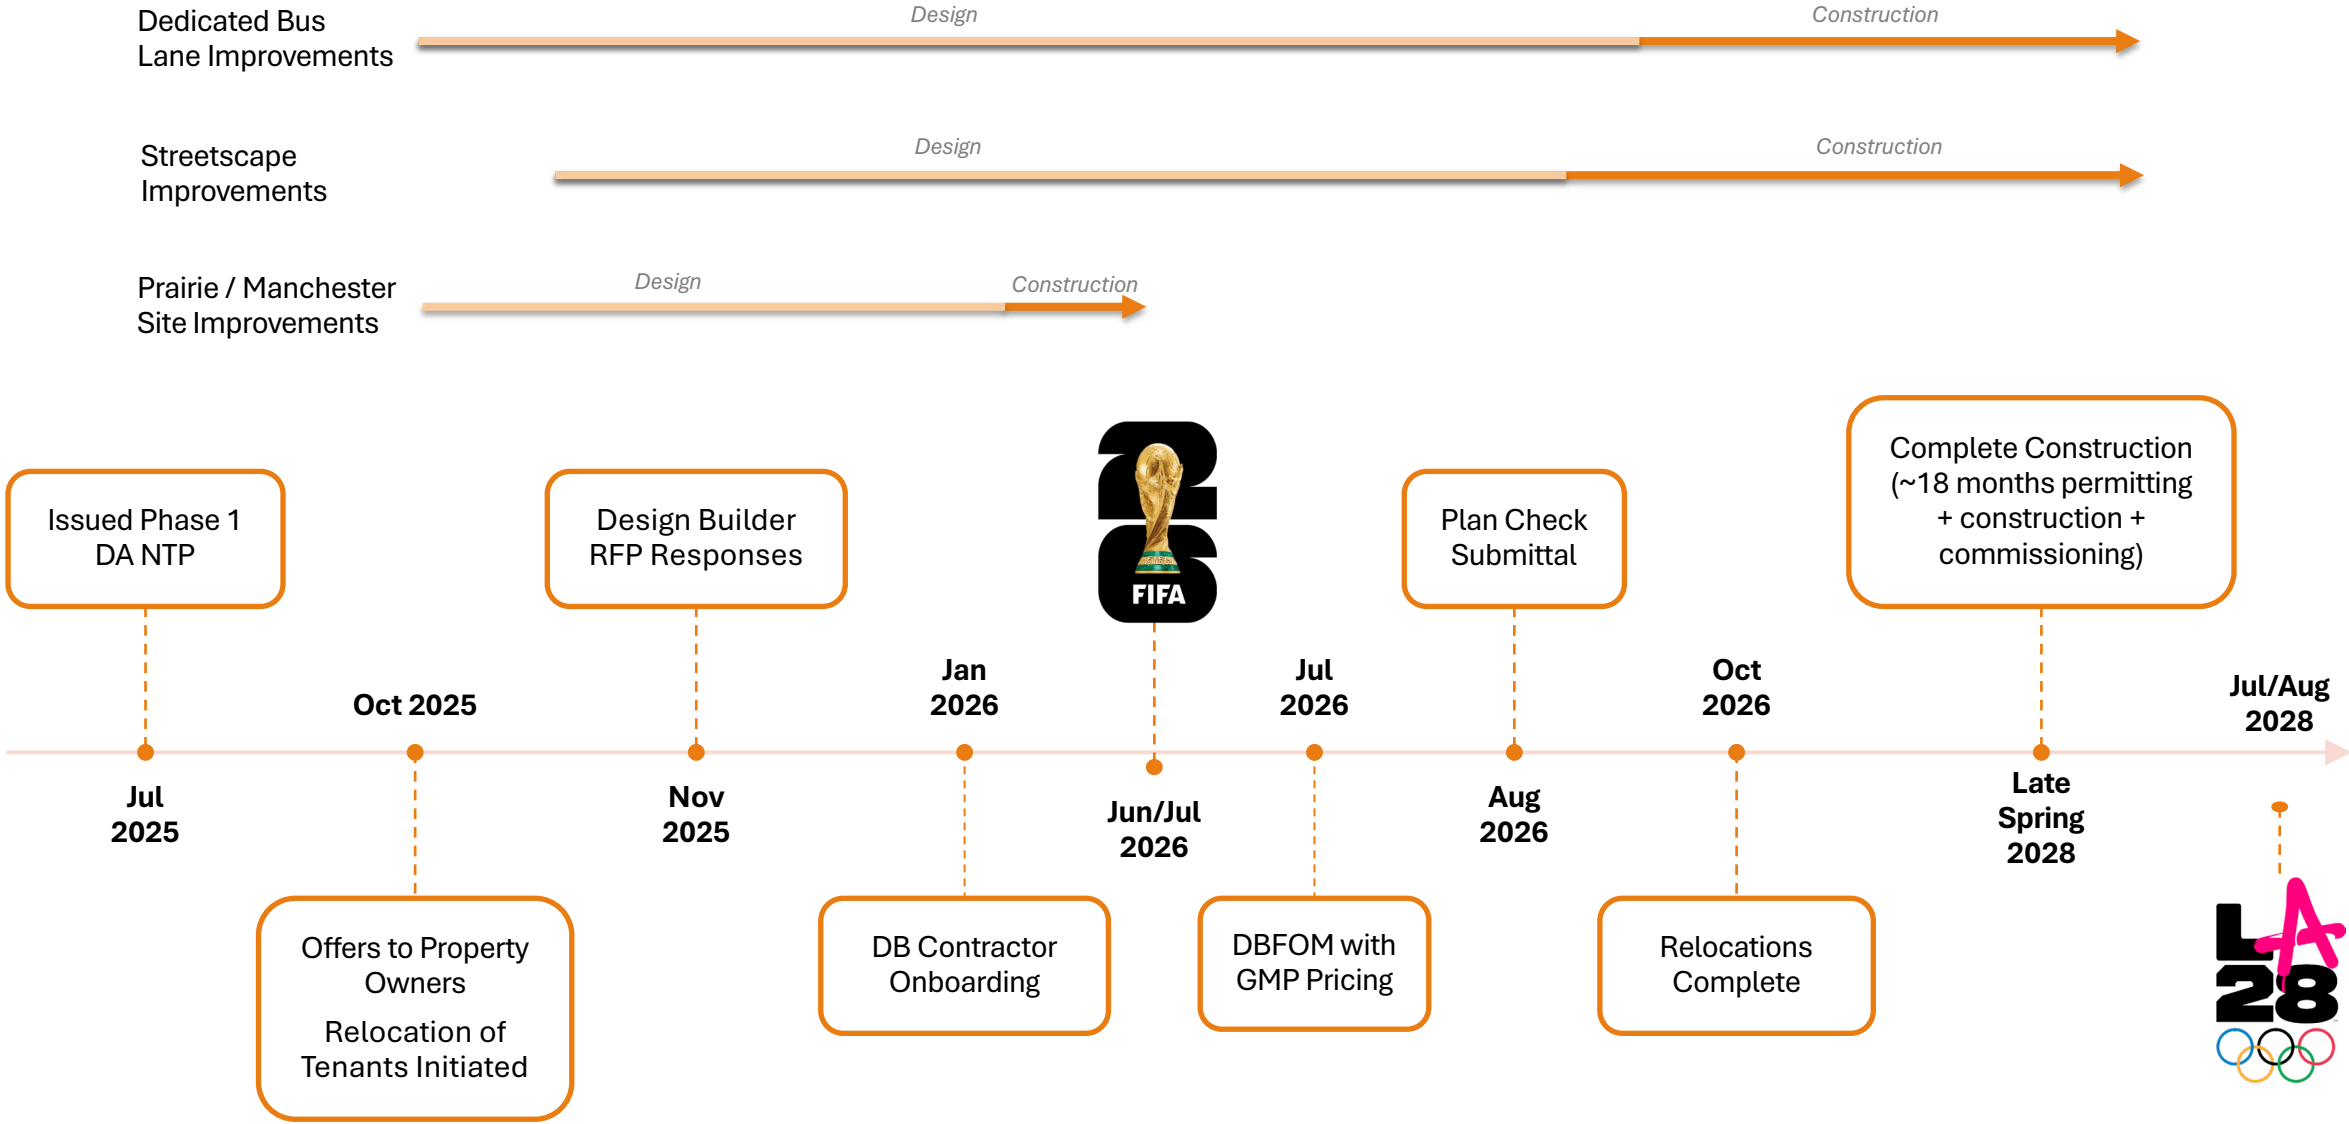 Dedicated Bus
Lane Improvements
Design
Construction
Streetscape
Improvements
Design
Construction
Prairie / Manchester
Site Improvements
Design
Construction
Issued Phase 1
DA NTP
Design Builder
RFP Responses
26
FIFA
Plan Check
Submittal
Complete Construction
(~18 months permitting
+ construction +
commissioning)
Oct 2025
Jan
2026
Jul
2026
Oct
2026
Jul/Aug
2028
Jul
2025
Nov
2025
Jun/Jul
2026
Aug
2026
Late
Spring
2028
Offers to Property
Owners
Relocation of
Tenants Initiated
DB Contractor
Onboarding
DBFOM with
GMP Pricing
Relocations
Complete
LA
28